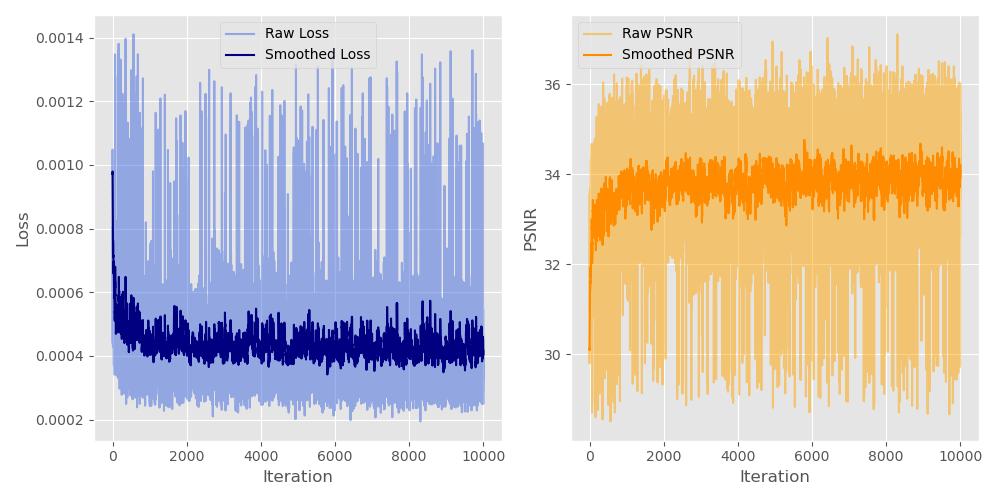 0.0014
0.0012
0.0010
0.0008
0.0006
0.0004
0.0002
Loss
Raw Loss
Smoothed Loss
0
2000
4000
6000
8000
10000
Iteration
36
34
32
30
PSNR
Raw PSNR
Smoothed PSNR
0
2000
4000
6000
8000
10000
Iteration